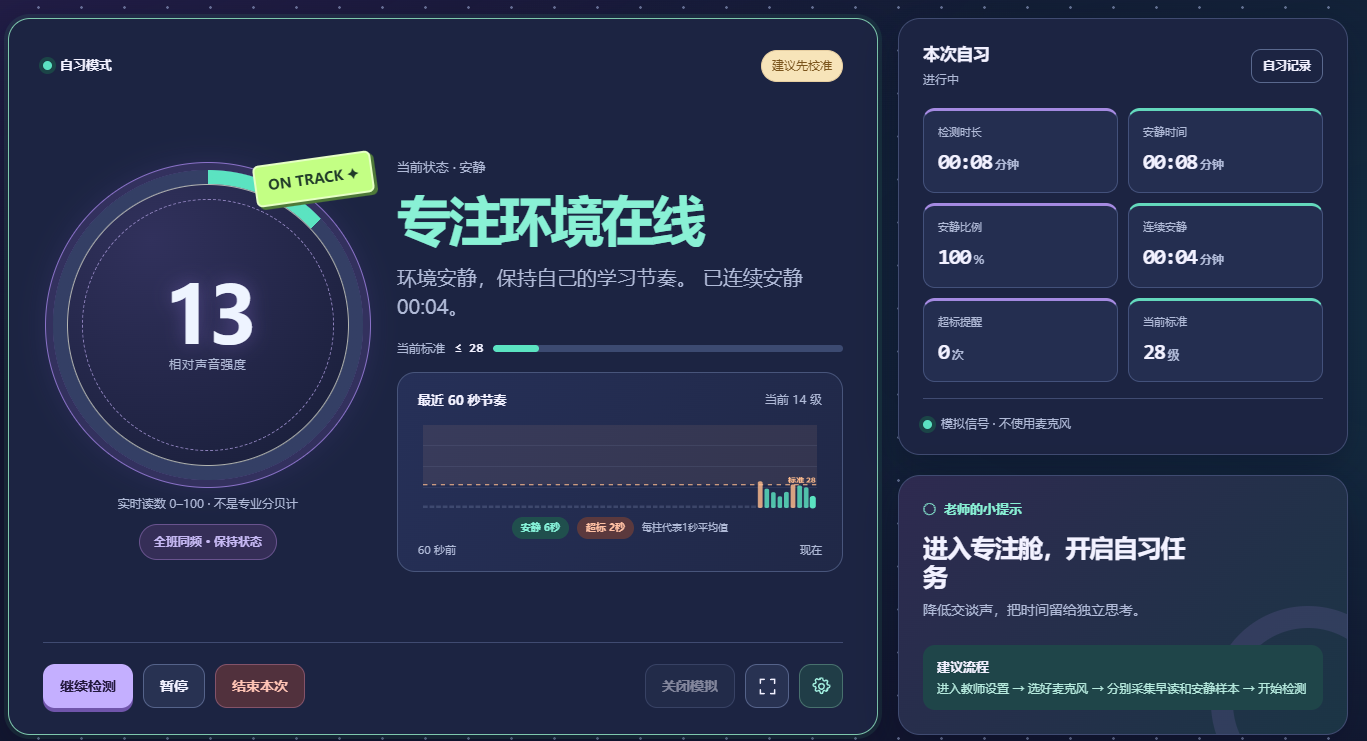 自习模式
建议先校准
ON TRACK ✦
13
相对声音强度
实时读数 0–100 · 不是专业分贝计
全班同频 • 保持状态
当前状态 · 安静
专注环境在线
环境安静，保持自己的学习节奏。 已连续安静
00:04。
当前标准 ≤ 28
最近 60 秒节奏
当前 14 级
标准 28
安静 6秒 超标 2秒 每柱代表1秒平均值
60 秒前
现在
继续检测
暂停
结束本次
关闭模拟
本次自习
进行中
自习记录
检测时长
00:08分钟
安静时间
00:08分钟
安静比例
100%
连续安静
00:04分钟
超标提醒
0次
当前标准
28级
模拟信号 · 不使用麦克风
老师的小提示
进入专注舱，开启自习任
务
降低交谈声，把时间留给独立思考。
建议流程
进入教师设置 → 选好麦克风 → 分别采集早读和安静样本 → 开始检测